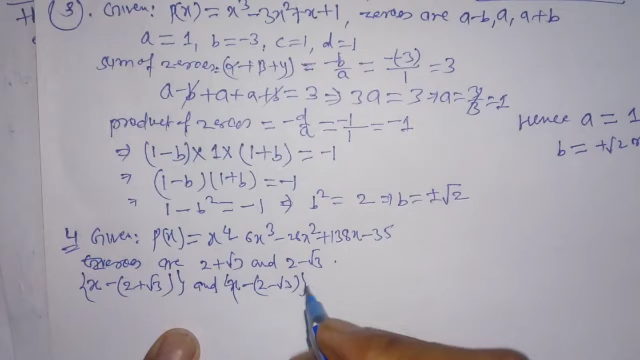 (3). Given: P(x) = x³-3x²+x+1, zeroes are a-b, a, a+b
a = 1, b=-3, c=1, d=1
sum of zeroes: (α+β+γ) = -b/a = -(-3)/1 = 3
a-b+a+a+b = 3 ⇒ 3a = 3 ⇒ a = 3/3 = 1
product of zeroes = -d/a = -1/1 = -1
Hence a = 1
⇒ (1-b) × 1 × (1+b) = -1
b = ±√2
⇒ (1-b)(1+b) = -1
⇒ 1-b² = -1 ⇒ b² = 2 ⇒ b = ±√2
4 Given: P(x) = x⁴ 6x³-26x²+138x-35
zeroes are 2+√3 and 2-√3.
{x-(2+√3)} and {x-(2-√3)}